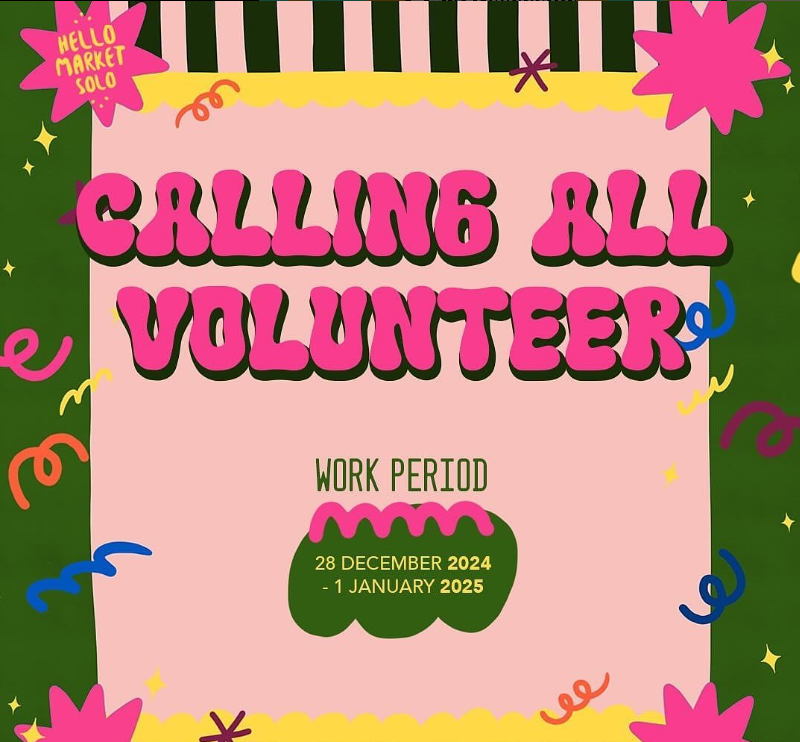 HELLO
MARKET
SOLO
CALLING ALL
VOLUNTEER
WORK PERIOD
28 DECEMBER 2024
- 1 JANUARY 2025